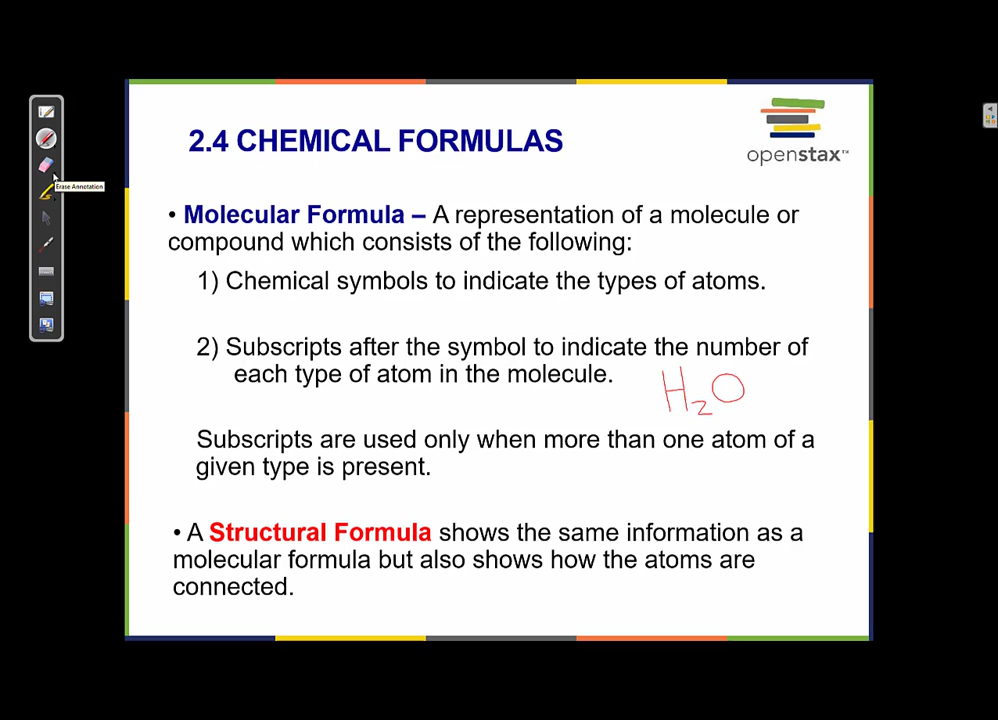 2.4 CHEMICAL FORMULAS
openstax™
Erase Annotation
• Molecular Formula – A representation of a molecule or
compound which consists of the following:
1) Chemical symbols to indicate the types of atoms.
2) Subscripts after the symbol to indicate the number of
each type of atom in the molecule.
H₂O
Subscripts are used only when more than one atom of a
given type is present.
• A Structural Formula shows the same information as a
molecular formula but also shows how the atoms are
connected.